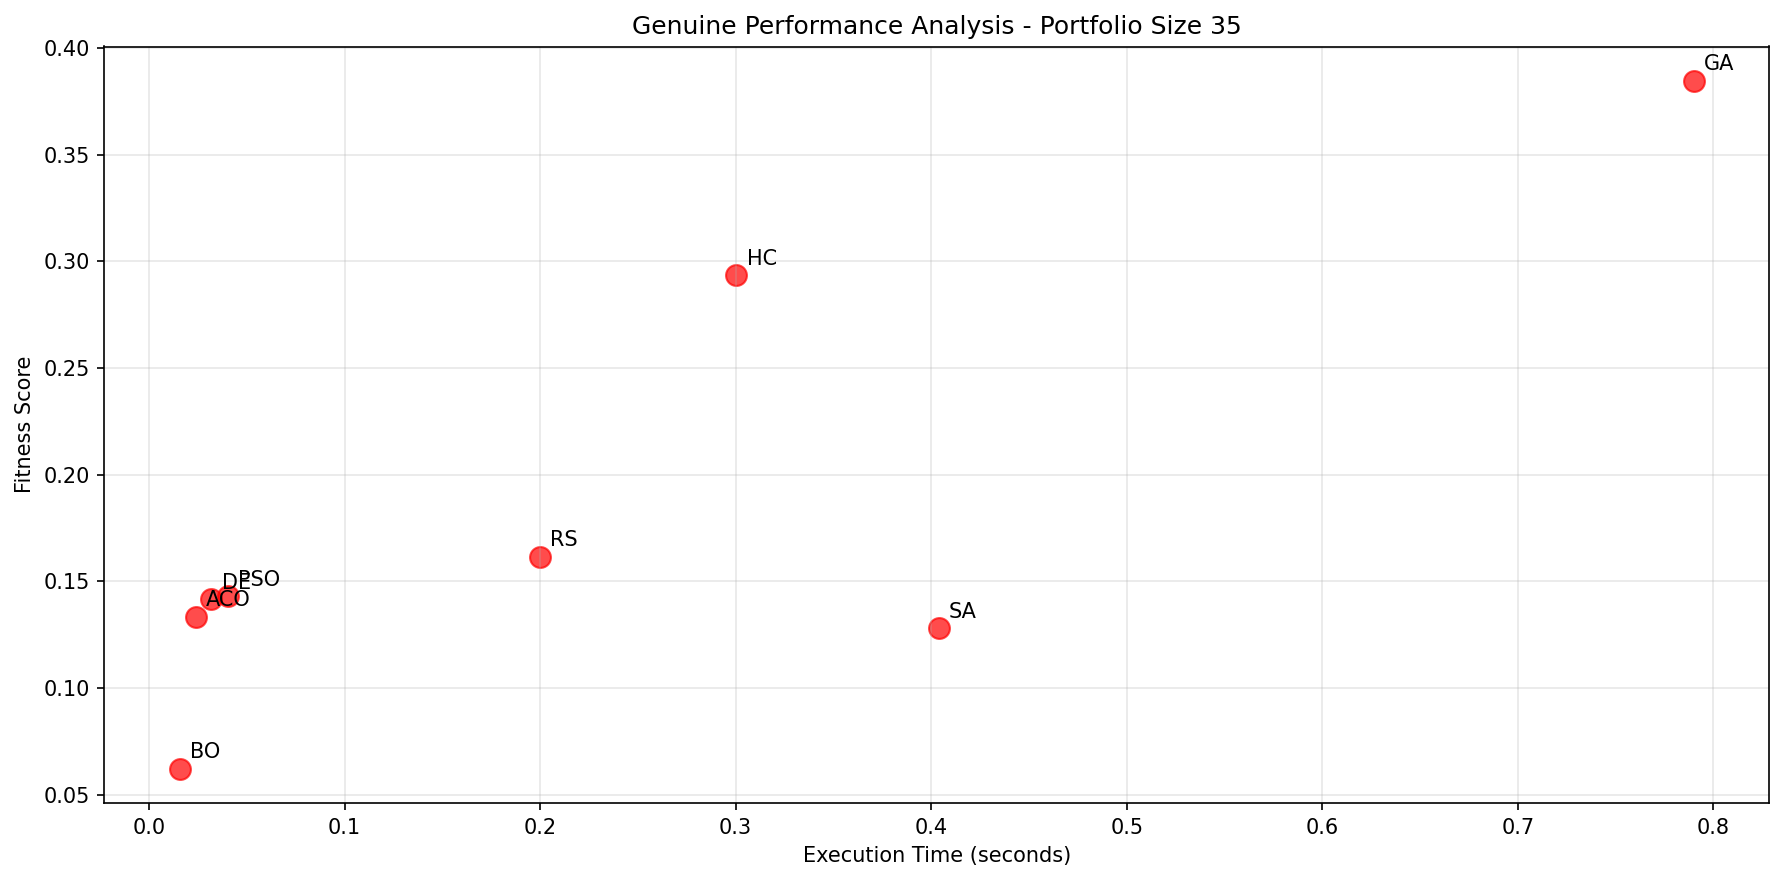 Genuine Performance Analysis - Portfolio Size 35
Fitness Score
0.40
0.35
0.30
0.25
0.20
0.15
0.10
0.05
GA
HC
RS
DE
PSO
ACO
SA
BO
0.0 0.1 0.2 0.3 0.4 0.5 0.6 0.7 0.8
Execution Time (seconds)